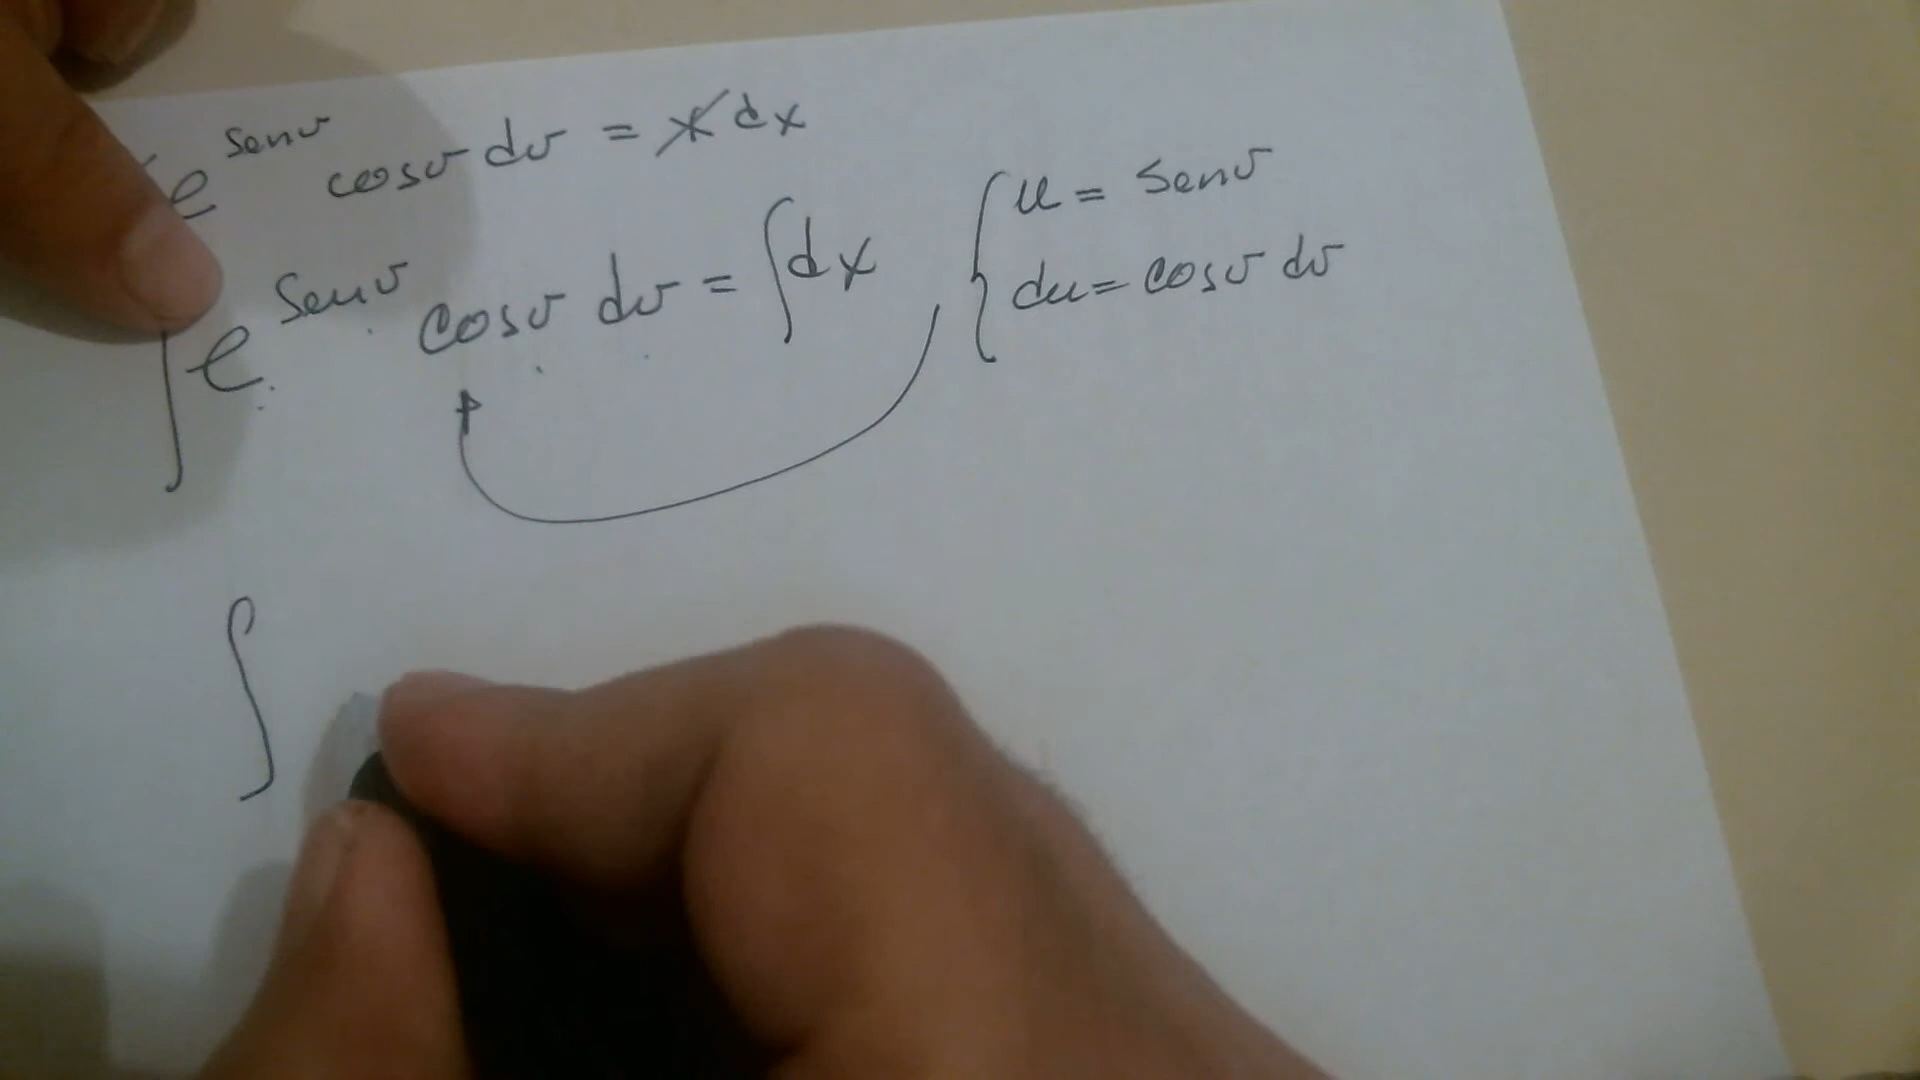 e^senv cosv dv = x dx
∫e^senv cosv dv = ∫dx
u = senv
du = cosv dv
∫